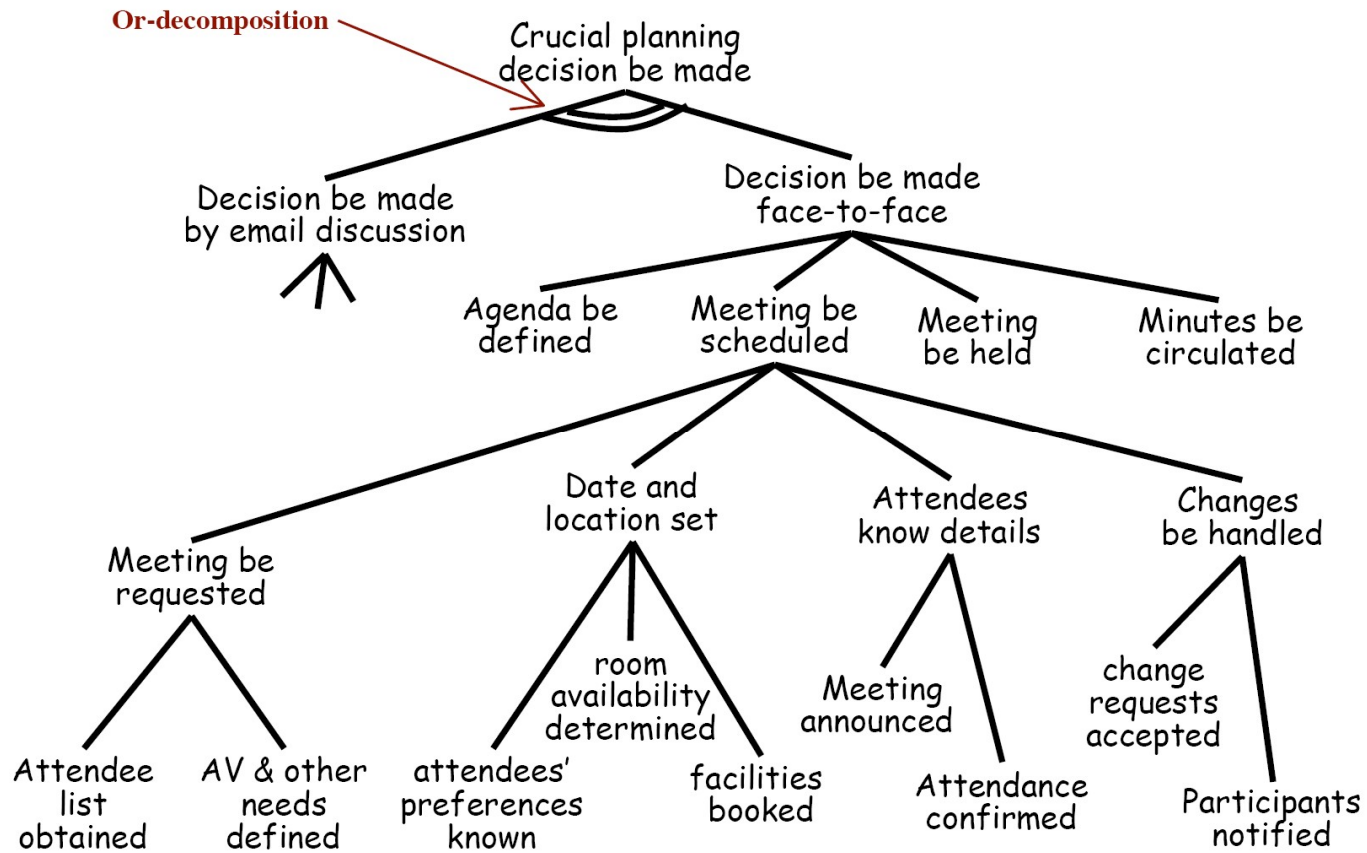 Or-decomposition
Crucial planning
decision be made
Decision be made
by email discussion
Decision be made
face-to-face
Agenda be
defined
Meeting be
scheduled
Meeting
be held
Minutes be
circulated
Meeting be
requested
Date and
location set
Attendees
know details
Changes
be handled
Attendee
list
obtained
AV & other
needs
defined
attendees'
preferences
known
room
availability
determined
facilities
booked
Meeting
announced
Attendance
confirmed
change
requests
accepted
Participants
notified